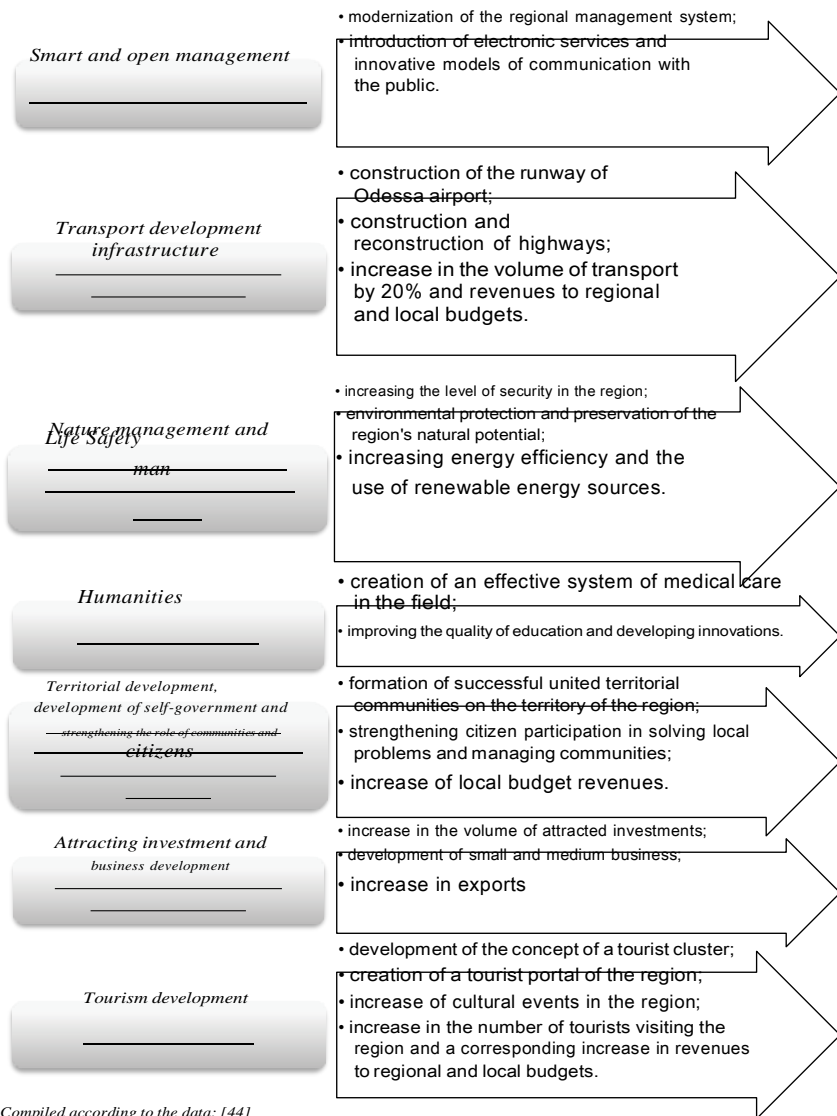 Smart and open management
• modernization of the regional management system;
• introduction of electronic services and
innovative models of communication with
the public.
Transport development
infrastructure
• construction of the runway of
Odessa airport;
• construction and
reconstruction of highways;
• increase in the volume of transport
by 20% and revenues to regional
and local budgets.
Nature management and
Life Safely
man
• increasing the level of security in the region;
• environmental protection and preservation of the
region's natural potential;
• increasing energy efficiency and the
use of renewable energy sources.
Humanities
• creation of an effective system of medical care
in the field;
• improving the quality of education and developing innovations.
Territorial development,
development of self-government and
strengthening the role of communities and
citizens
• formation of successful united territorial
communities on the territory of the region;
• strengthening citizen participation in solving local
problems and managing communities;
• increase of local budget revenues.
Attracting investment and
business development
• increase in the volume of attracted investments;
• development of small and medium business;
• increase in exports
Tourism development
• development of the concept of a tourist cluster;
• creation of a tourist portal of the region;
• increase of cultural events in the region;
• increase in the number of tourists visiting the
region and a corresponding increase in revenues
to regional and local budgets.
Compiled according to the data: [44]